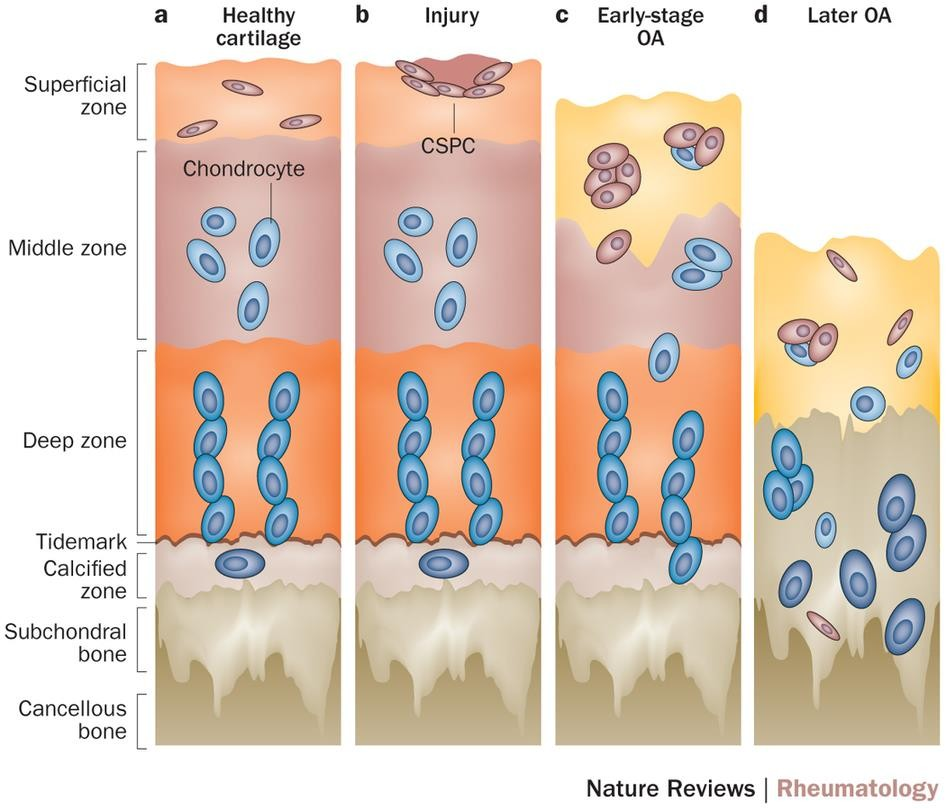 a Healthy
cartilage
b Injury
c Early-stage
OA
d Later OA
Superficial
zone
CSPC
Chondrocyte
Middle zone
Deep zone
Tidemark
Calcified
zone
Subchondral
bone
Cancellous
bone
Nature Reviews | Rheumatology